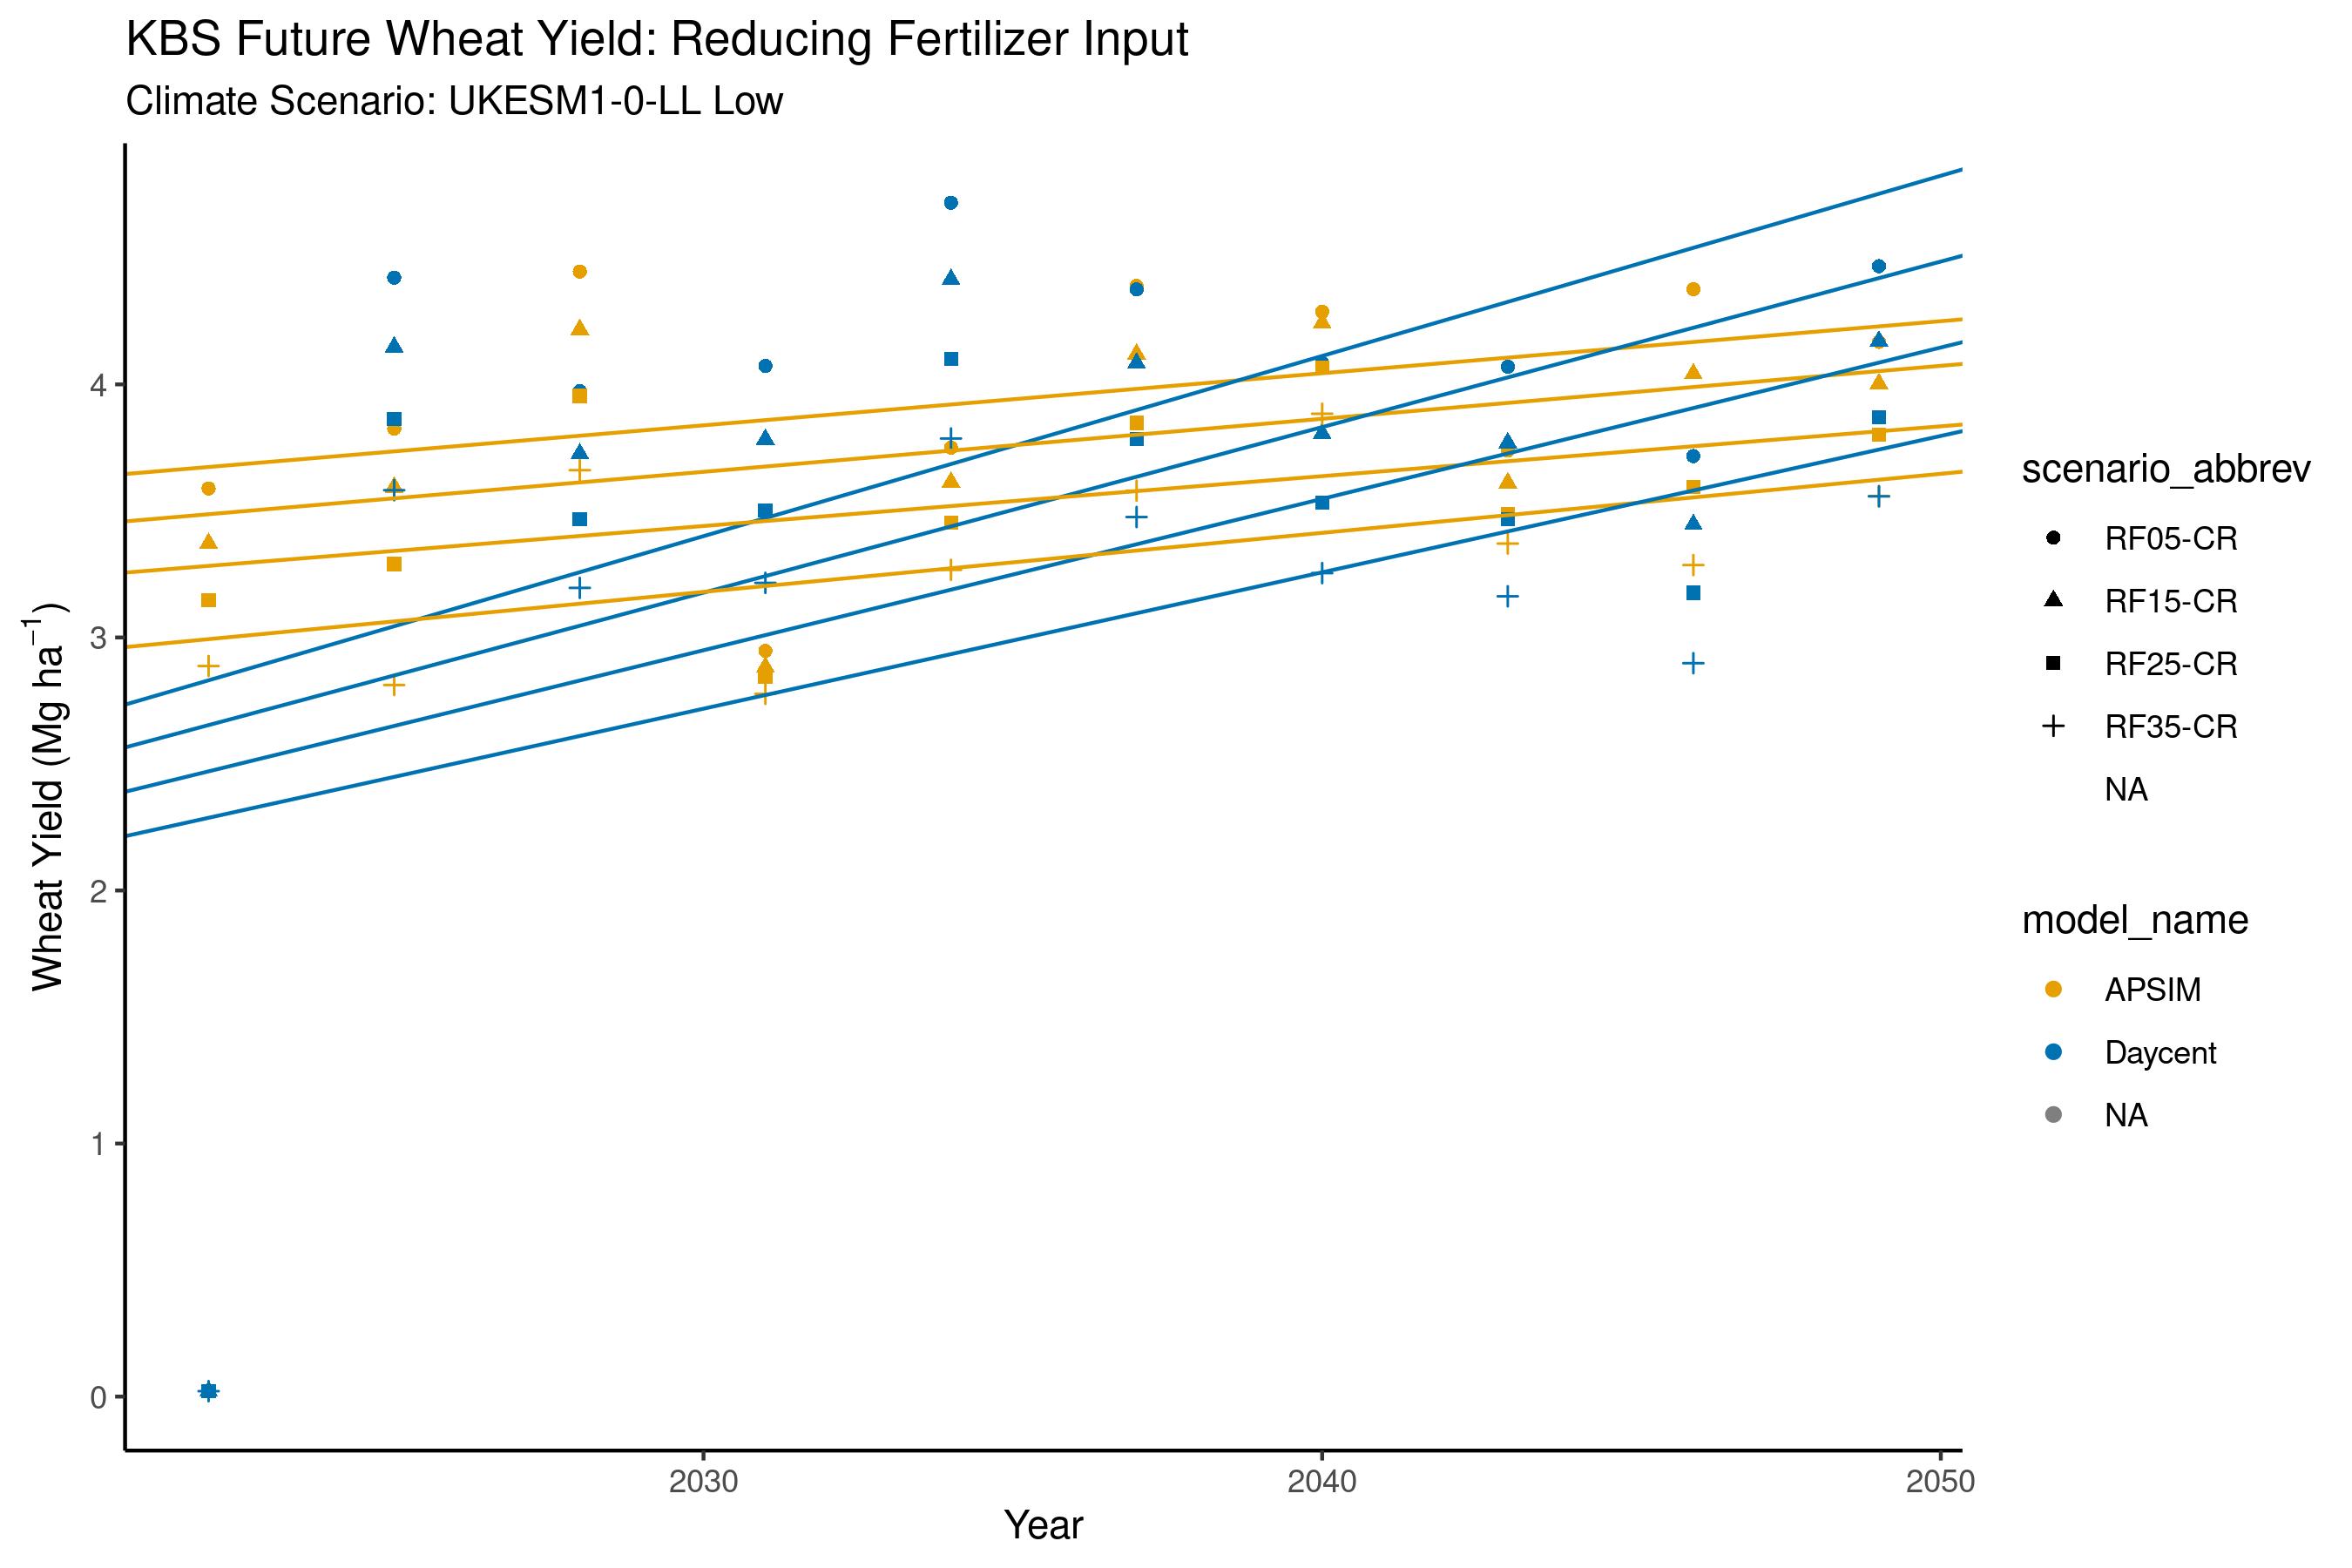 KBS Future Wheat Yield: Reducing Fertilizer Input
Climate Scenario: UKESM1-0-LL Low
Wheat Yield (Mg ha⁻¹)
4
3
2
1
0
2030
2040
2050
Year
scenario_abbrev
RF05-CR
RF15-CR
RF25-CR
RF35-CR
NA
model_name
APSIM
Daycent
NA